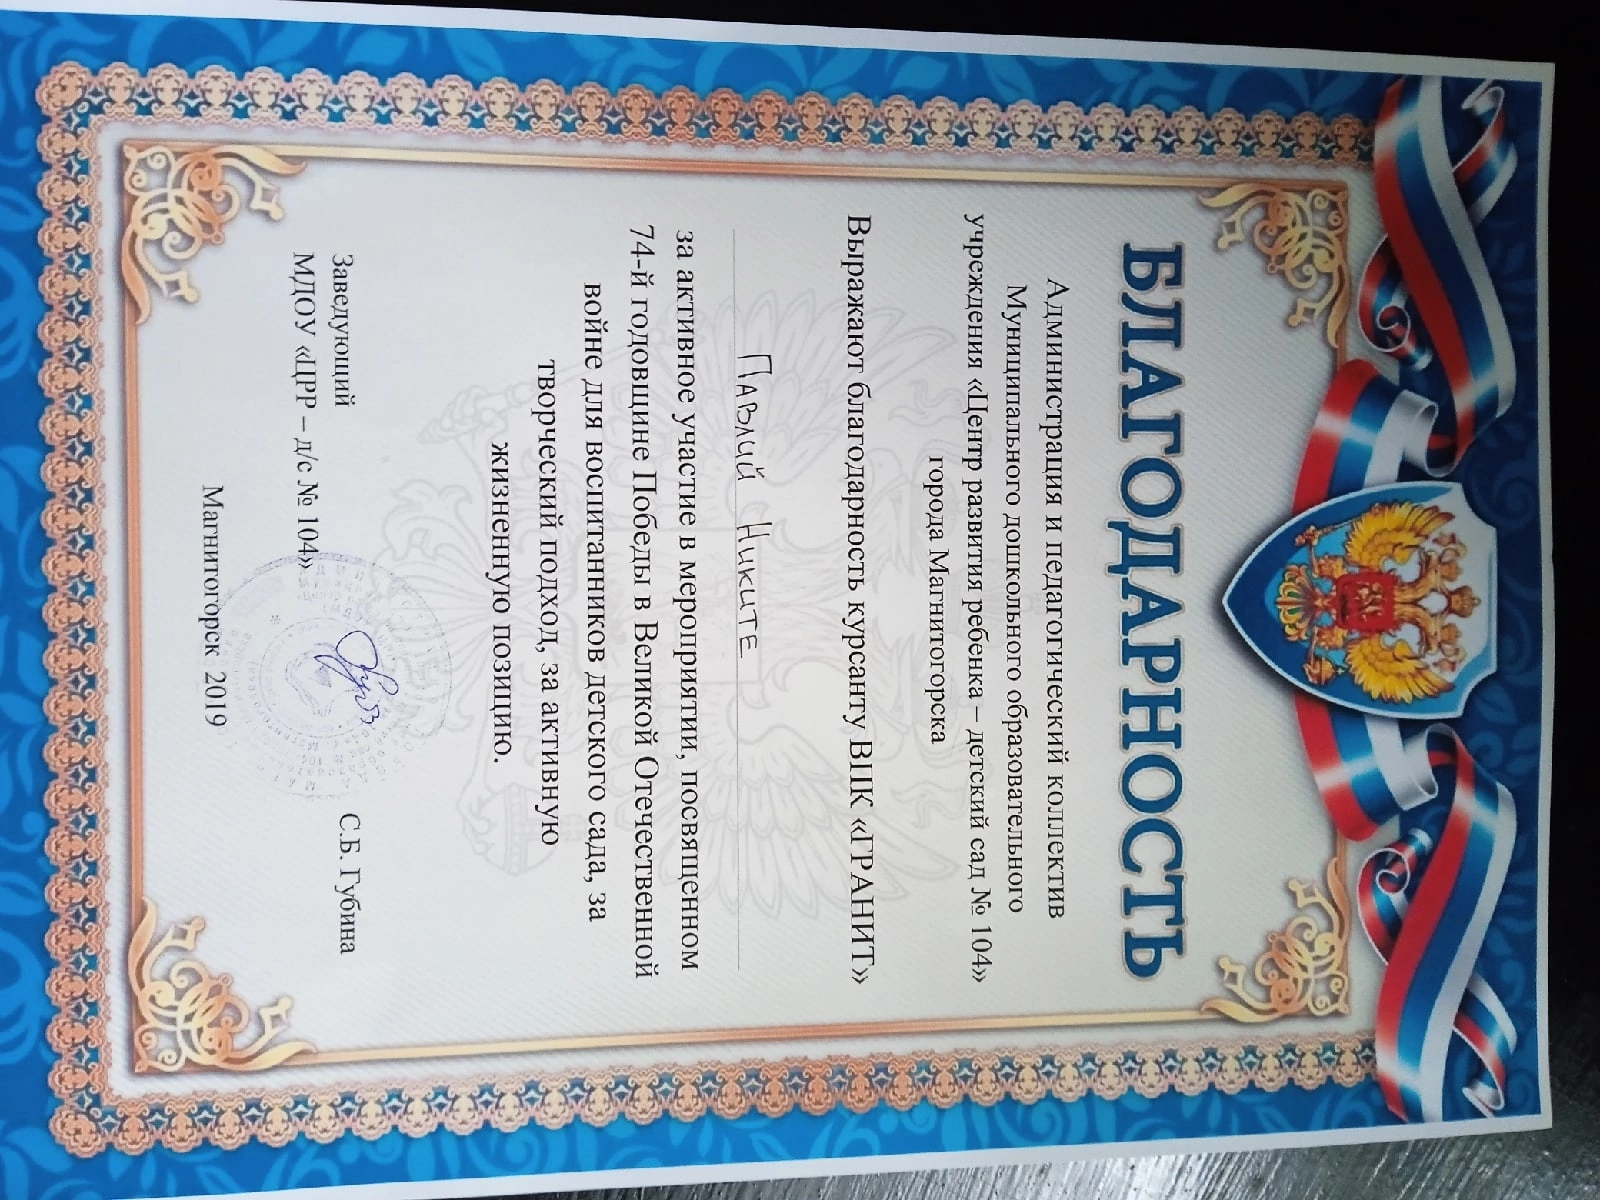 БЛАГОДАРНОСТЬ
Администрация и педагогический коллектив
Муниципального дошкольного образовательного
учреждения «Центр развития ребенка – детский сад № 104»
города Магнитогорска
Выражают благодарность курсанту ВПК «ГРАНИТ»
Павлий Никите
за активное участие в мероприятии, посвященном
74-й годовщине Победы в Великой Отечественной
войне для воспитанников детского сада, за
творческий подход, за активную
жизненную позицию.
Заведующий
МДОУ «ЦРР – д/с № 104» С.Б. Губина
Магнитогорск 2019